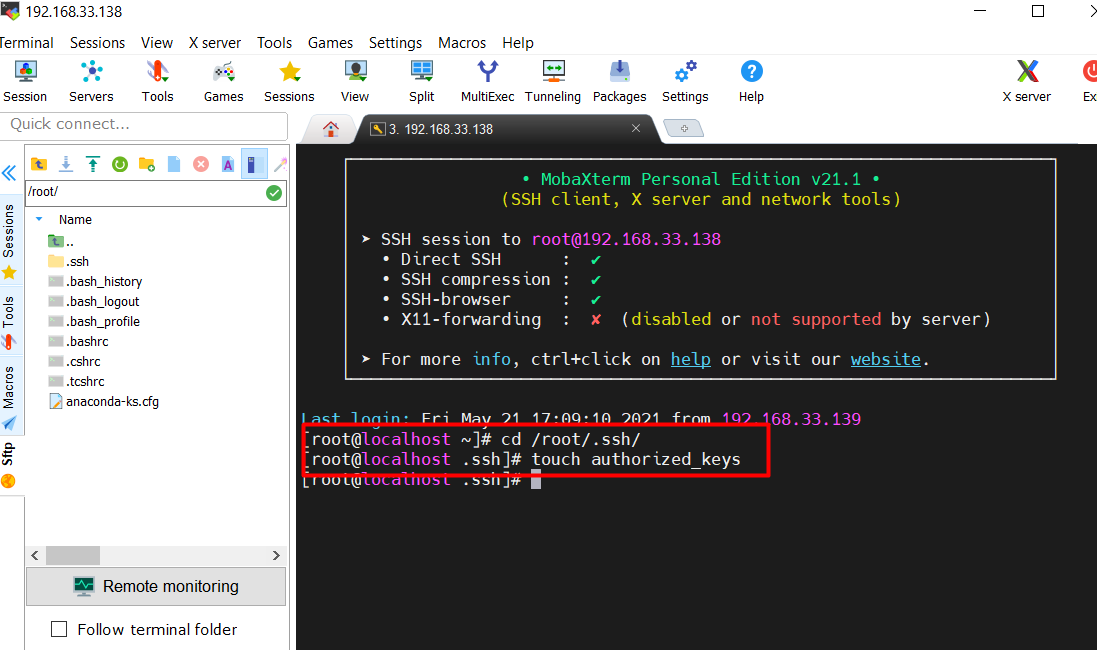 192.168.33.138
Terminal Sessions View X server Tools Games Settings Macros Help
Session Servers Tools Games Sessions View Split MultiExec Tunneling Packages Settings Help X server Ex
Quick connect...
3. 192.168.33.138
/root/
Name
..
.ssh
.bash_history
.bash_logout
.bash_profile
.bashrc
.cshrc
.tcshrc
anaconda-ks.cfg
Sessions
Tools
Macros
Sftp
Remote monitoring
Follow terminal folder
• MobaXterm Personal Edition v21.1 •
(SSH client, X server and network tools)
➤ SSH session to root@192.168.33.138
• Direct SSH : ✔
• SSH compression : ✔
• SSH-browser : ✔
• X11-forwarding : ✘ (disabled or not supported by server)
➤ For more info, ctrl+click on help or visit our website.
Last login: Fri May 21 17:09:10 2021 from 192.168.33.139
[root@localhost ~]# cd /root/.ssh/
[root@localhost .ssh]# touch authorized_keys
[root@localhost .ssh]#